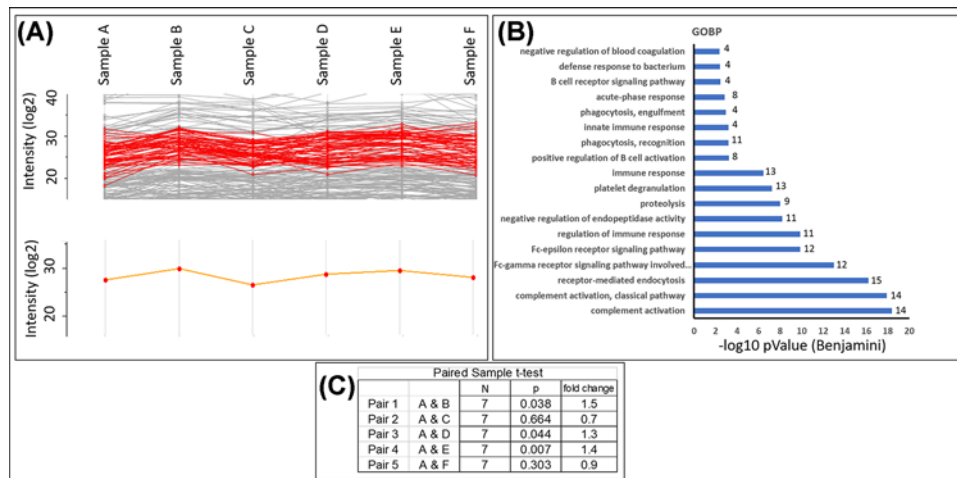 (A)
Sample A
Sample B
Sample C
Sample D
Sample E
Sample F
Intensity (log2)
40
30
20
Intensity (log2)
30
20
(B)
GOBP
negative regulation of blood coagulation 4
defense response to bacterium 4
B cell receptor signaling pathway 4
acute-phase response 8
phagocytosis, engulfment 4
innate immune response 4
phagocytosis, recognition 11
positive regulation of B cell activation 8
immune response 13
platelet degranulation 13
proteolysis 9
negative regulation of endopeptidase activity 11
regulation of immune response 11
Fc-epsilon receptor signaling pathway 12
Fc-gamma receptor signaling pathway involved... 12
receptor-mediated endocytosis 15
complement activation, classical pathway 14
complement activation 14
0 2 4 6 8 10 12 14 16 18 20
-log10 pValue (Benjamini)
(C)
Paired Sample t-test
N p fold change
Pair 1 A & B 7 0.038 1.5
Pair 2 A & C 7 0.664 0.7
Pair 3 A & D 7 0.044 1.3
Pair 4 A & E 7 0.007 1.4
Pair 5 A & F 7 0.303 0.9